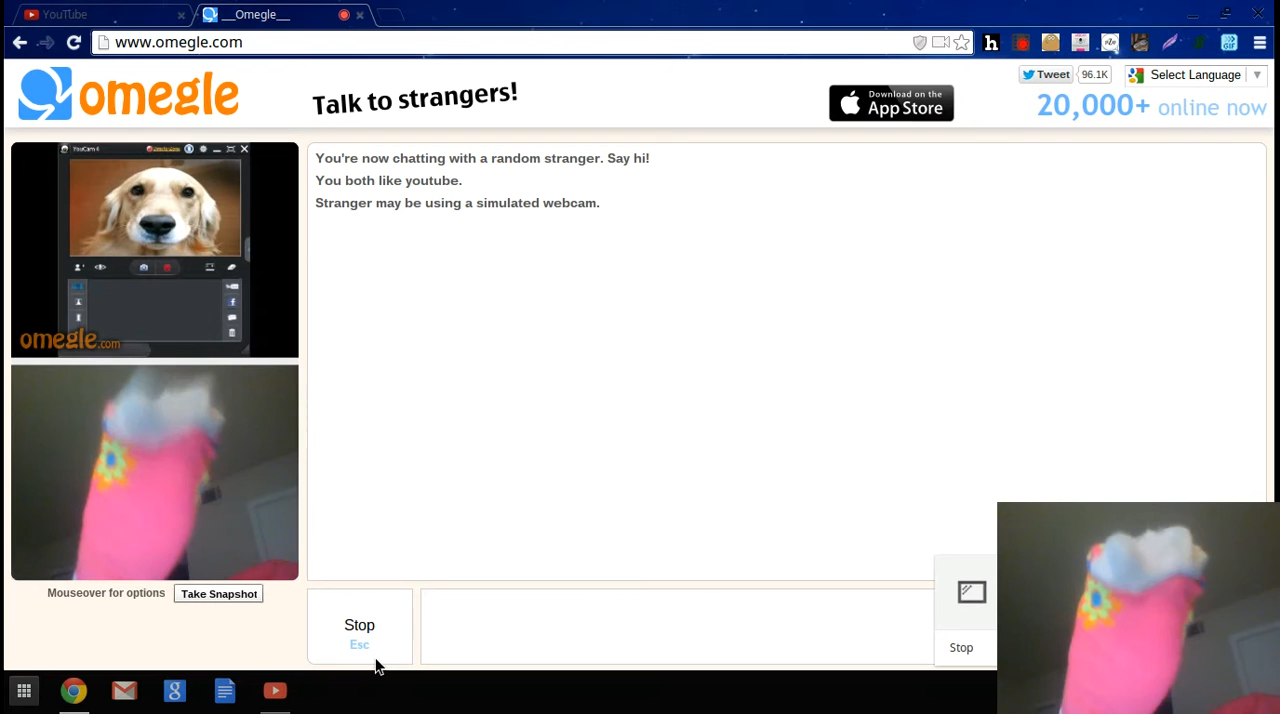 YouTube
__Omegle__
www.omegle.com
omegle
Talk to strangers!
Download on the
App Store
Tweet
96.1K
Select Language
20,000+ online now
YouCam 4
omegle.com
You're now chatting with a random stranger. Say hi!
You both like youtube.
Stranger may be using a simulated webcam.
Mouseover for options
Take Snapshot
Stop
Esc
Stop